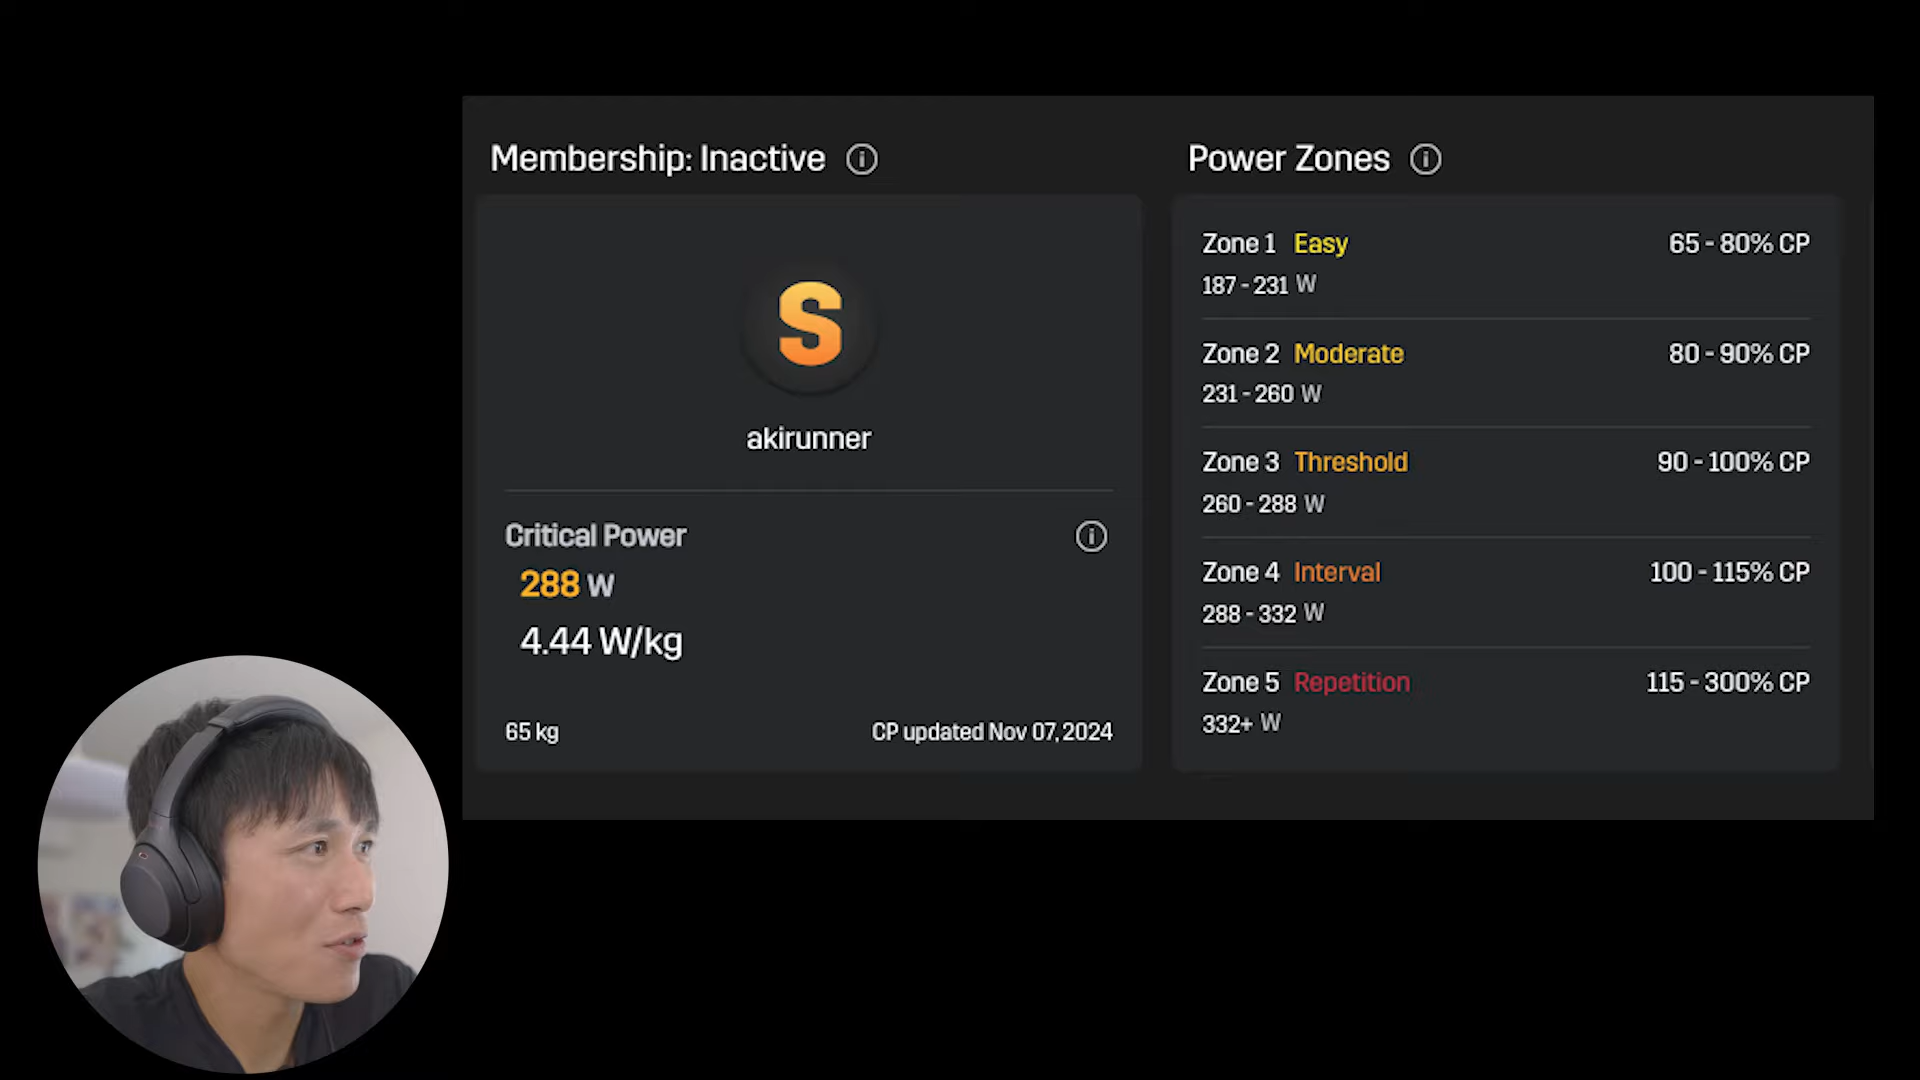 Membership: Inactive
S
akirunner
Critical Power
288 W
4.44 W/kg
65 kg
CP updated Nov 07, 2024
Power Zones
Zone 1 Easy
65 - 80% CP
187 - 231 W
Zone 2 Moderate
80 - 90% CP
231 - 260 W
Zone 3 Threshold
90 - 100% CP
260 - 288 W
Zone 4 Interval
100 - 115% CP
288 - 332 W
Zone 5 Repetition
115 - 300% CP
332+ W